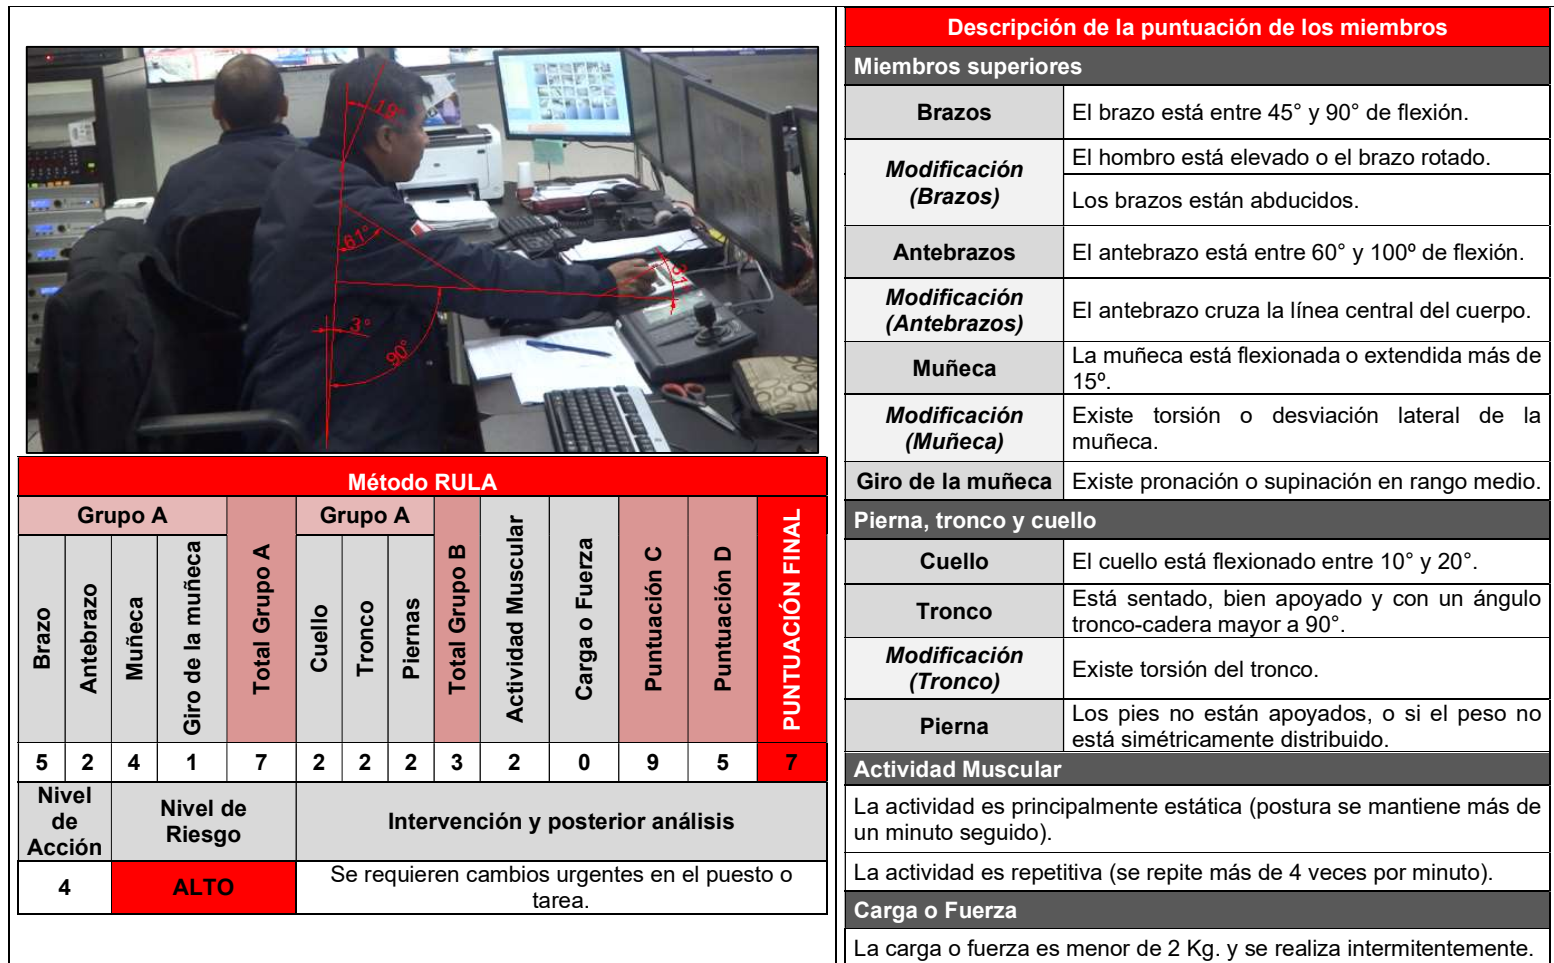 19°
61°
31°
3°
90°
Método RULA
Grupo A
Grupo A
Brazo
Antebrazo
Muñeca
Giro de la muñeca
Total Grupo A
Cuello
Tronco
Piernas
Total Grupo B
Actividad Muscular
Carga o Fuerza
Puntuación C
Puntuación D
PUNTUACIÓN FINAL
5 2 4 1 7 2 2 2 3 2 0 9 5 7
Nivel
de
Acción
Nivel de
Riesgo
Intervención y posterior análisis
4
ALTO
Se requieren cambios urgentes en el puesto o
tarea.
Descripción de la puntuación de los miembros
Miembros superiores
Brazos
El brazo está entre 45° y 90° de flexión.
Modificación
(Brazos)
El hombro está elevado o el brazo rotado.
Los brazos están abducidos.
Antebrazos
El antebrazo está entre 60° y 100º de flexión.
Modificación
(Antebrazos)
El antebrazo cruza la línea central del cuerpo.
Muñeca
La muñeca está flexionada o extendida más de
15º.
Modificación
(Muñeca)
Existe torsión o desviación lateral de la
muñeca.
Giro de la muñeca
Existe pronación o supinación en rango medio.
Pierna, tronco y cuello
Cuello
El cuello está flexionado entre 10° y 20°.
Tronco
Está sentado, bien apoyado y con un ángulo
tronco-cadera mayor a 90°.
Modificación
(Tronco)
Existe torsión del tronco.
Pierna
Los pies no están apoyados, o si el peso no
está simétricamente distribuido.
Actividad Muscular
La actividad es principalmente estática (postura se mantiene más de
un minuto seguido).
La actividad es repetitiva (se repite más de 4 veces por minuto).
Carga o Fuerza
La carga o fuerza es menor de 2 Kg. y se realiza intermitentemente.